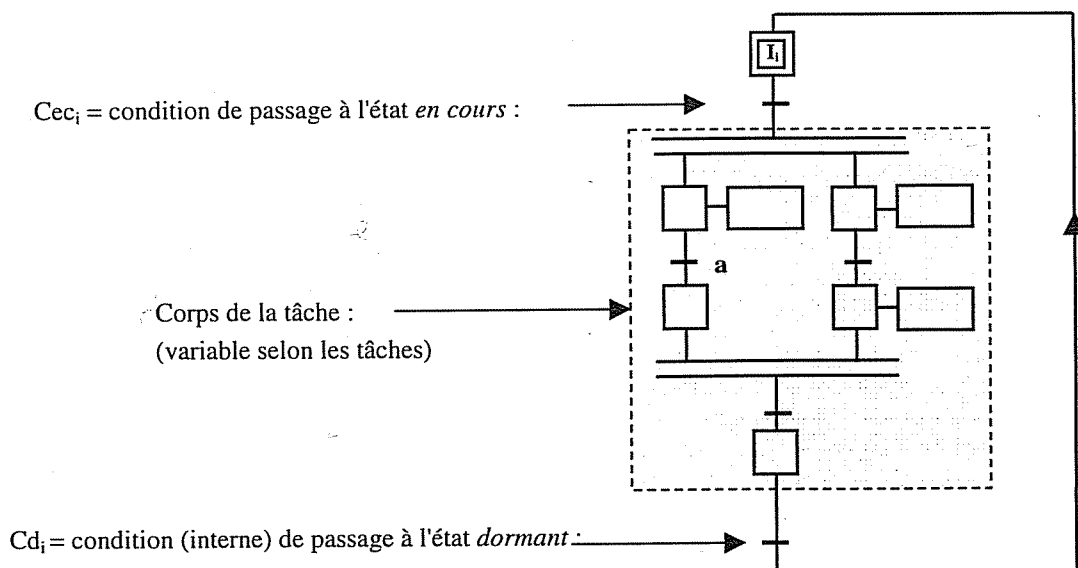 Iᵢ
Cecᵢ = condition de passage à l'état en cours :
a
Corps de la tâche :
(variable selon les tâches)
Cdᵢ = condition (interne) de passage à l'état dormant :